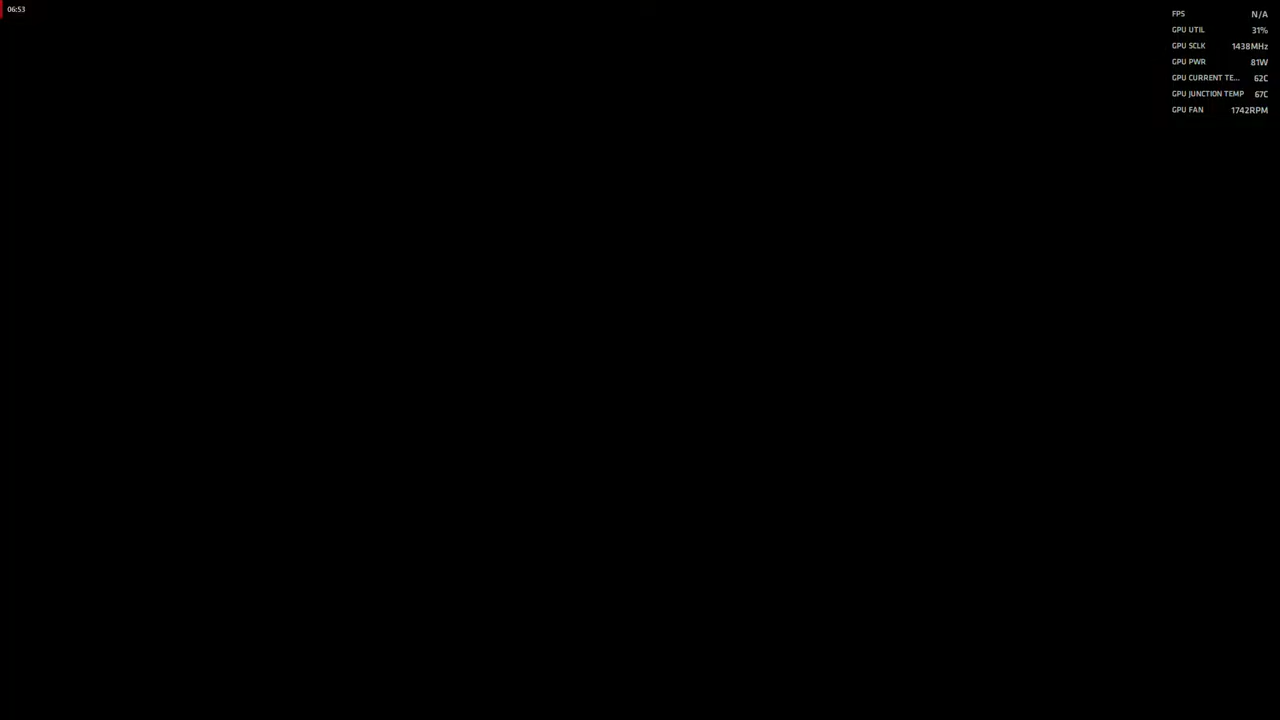 06:53
FPS N/A
GPU UTIL 31%
GPU SCLK 1438MHz
GPU PWR 81W
GPU CURRENT TE... 62C
GPU JUNCTION TEMP 67C
GPU FAN 1742RPM